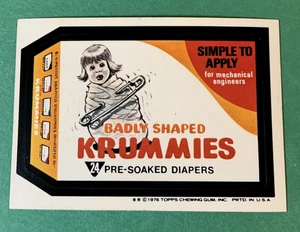 SIMPLE TO
APPLY
for mechanical
engineers
KRUMMIES
BADLY SHAPED
KRUMMIES
24 PRE-SOAKED DIAPERS
© 1976 TOPPS CHEWING GUM, INC. PRTD. IN U.S.A.